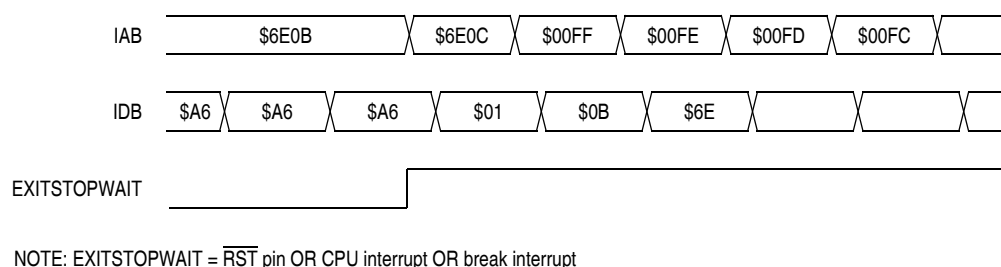 IAB $6E0B $6E0C $00FF $00FE $00FD $00FC
IDB $A6 $A6 $A6 $01 $0B $6E
EXITSTOPWAIT
NOTE: EXITSTOPWAIT = RST pin OR CPU interrupt OR break interrupt